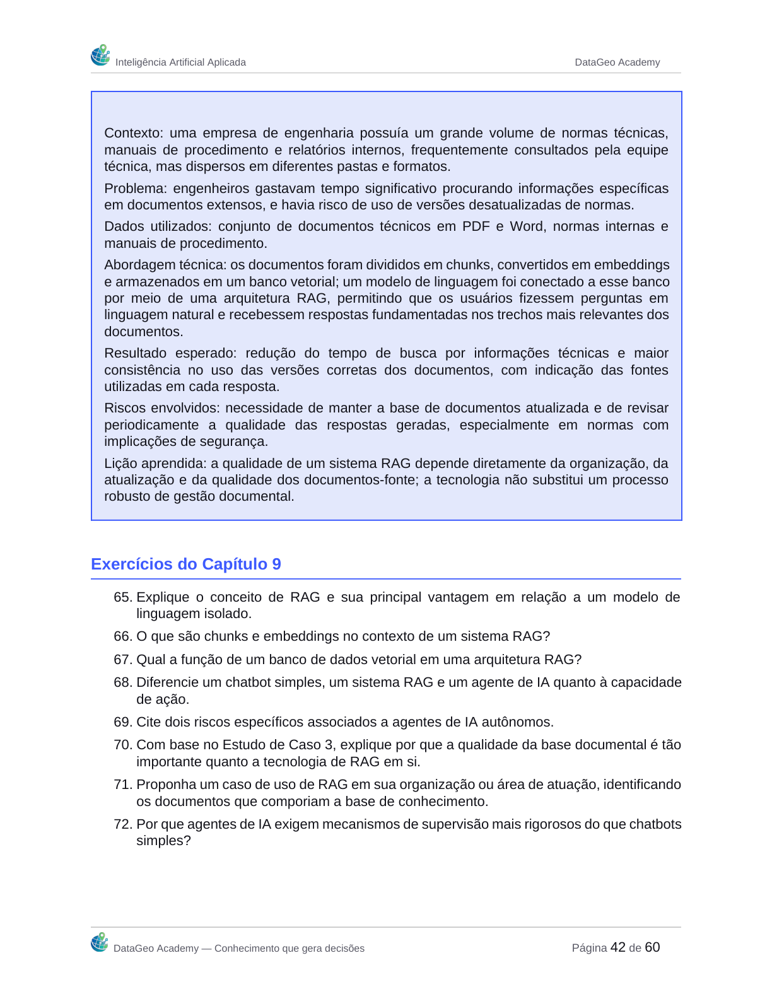 Inteligência Artificial Aplicada
DataGeo Academy
Contexto: uma empresa de engenharia possuía um grande volume de normas técnicas,
manuais de procedimento e relatórios internos, frequentemente consultados pela equipe
técnica, mas dispersos em diferentes pastas e formatos.
Problema: engenheiros gastavam tempo significativo procurando informações específicas
em documentos extensos, e havia risco de uso de versões desatualizadas de normas.
Dados utilizados: conjunto de documentos técnicos em PDF e Word, normas internas e
manuais de procedimento.
Abordagem técnica: os documentos foram divididos em chunks, convertidos em embeddings
e armazenados em um banco vetorial; um modelo de linguagem foi conectado a esse banco
por meio de uma arquitetura RAG, permitindo que os usuários fizessem perguntas em
linguagem natural e recebessem respostas fundamentadas nos trechos mais relevantes dos
documentos.
Resultado esperado: redução do tempo de busca por informações técnicas e maior
consistência no uso das versões corretas dos documentos, com indicação das fontes
utilizadas em cada resposta.
Riscos envolvidos: necessidade de manter a base de documentos atualizada e de revisar
periodicamente a qualidade das respostas geradas, especialmente em normas com
implicações de segurança.
Lição aprendida: a qualidade de um sistema RAG depende diretamente da organização, da
atualização e da qualidade dos documentos-fonte; a tecnologia não substitui um processo
robusto de gestão documental.
Exercícios do Capítulo 9
65. Explique o conceito de RAG e sua principal vantagem em relação a um modelo de
linguagem isolado.
66. O que são chunks e embeddings no contexto de um sistema RAG?
67. Qual a função de um banco de dados vetorial em uma arquitetura RAG?
68. Diferencie um chatbot simples, um sistema RAG e um agente de IA quanto à capacidade
de ação.
69. Cite dois riscos específicos associados a agentes de IA autônomos.
70. Com base no Estudo de Caso 3, explique por que a qualidade da base documental é tão
importante quanto a tecnologia de RAG em si.
71. Proponha um caso de uso de RAG em sua organização ou área de atuação, identificando
os documentos que comporiam a base de conhecimento.
72. Por que agentes de IA exigem mecanismos de supervisão mais rigorosos do que chatbots
simples?
DataGeo Academy — Conhecimento que gera decisões
Página 42 de 60